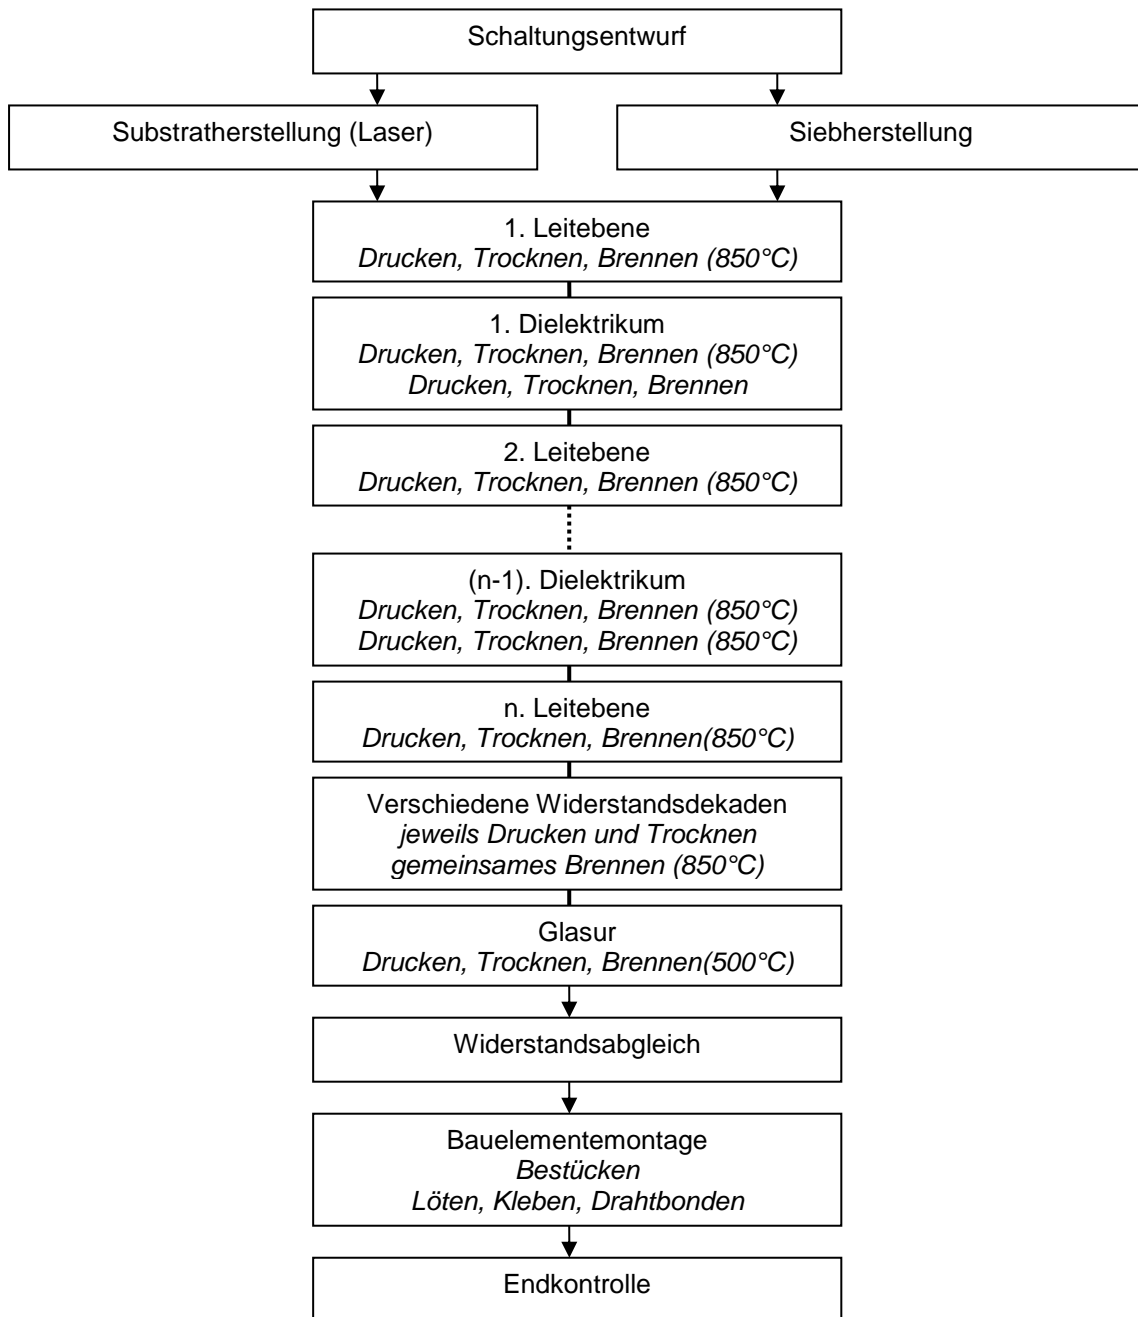 Schaltungsentwurf
Substratherstellung (Laser)
Siebherstellung
1. Leitebene
Drucken, Trocknen, Brennen (850°C)
1. Dielektrikum
Drucken, Trocknen, Brennen (850°C)
Drucken, Trocknen, Brennen
2. Leitebene
Drucken, Trocknen, Brennen (850°C)
(n-1). Dielektrikum
Drucken, Trocknen, Brennen (850°C)
Drucken, Trocknen, Brennen (850°C)
n. Leitebene
Drucken, Trocknen, Brennen(850°C)
Verschiedene Widerstandsdekaden
jeweils Drucken und Trocknen
gemeinsames Brennen (850°C)
Glasur
Drucken, Trocknen, Brennen(500°C)
Widerstandsabgleich
Bauelementemontage
Bestücken
Löten, Kleben, Drahtbonden
Endkontrolle